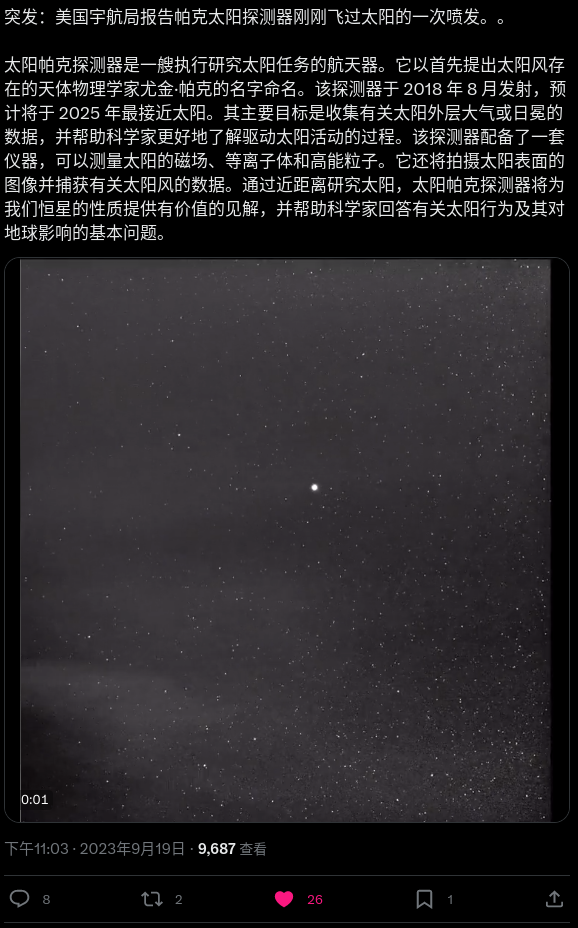 突发：美国宇航局报告帕克太阳探测器刚刚飞过太阳的一次喷发。。
太阳帕克探测器是一艘执行研究太阳任务的航天器。它以首先提出太阳风存
在的天体物理学家尤金·帕克的名字命名。该探测器于 2018 年 8 月发射，预
计将于 2025 年最接近太阳。其主要目标是收集有关太阳外层大气或日冕的
数据，并帮助科学家更好地了解驱动太阳活动的过程。该探测器配备了一套
仪器，可以测量太阳的磁场、等离子体和高能粒子。它还将拍摄太阳表面的
图像并捕获有关太阳风的数据。通过近距离研究太阳，太阳帕克探测器将为
我们恒星的性质提供有价值的见解，并帮助科学家回答有关太阳行为及其对
地球影响的基本问题。
0:01
下午11:03 · 2023年9月19日 · 9,687 查看
8 2 26 1